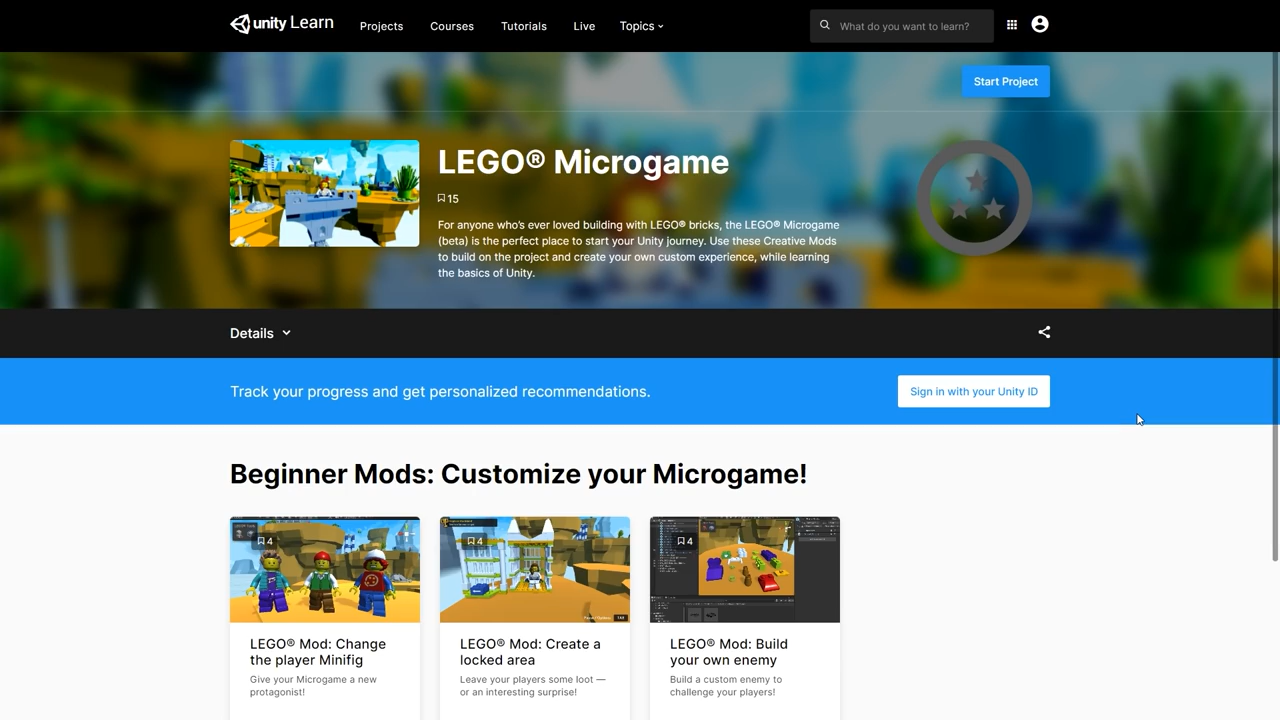 unity Learn
Projects
Courses
Tutorials
Live
Topics
What do you want to learn?
Start Project
LEGO® Microgame
15
For anyone who's ever loved building with LEGO® bricks, the LEGO® Microgame
(beta) is the perfect place to start your Unity journey. Use these Creative Mods
to build on the project and create your own custom experience, while learning
the basics of Unity.
Details
Track your progress and get personalized recommendations.
Sign in with your Unity ID
Beginner Mods: Customize your Microgame!
4
LEGO® Mod: Change
the player Minifig
Give your Microgame a new
protagonist!
4
LEGO® Mod: Create a
locked area
Leave your players some loot —
or an interesting surprise!
4
LEGO® Mod: Build
your own enemy
Build a custom enemy to
challenge your players!